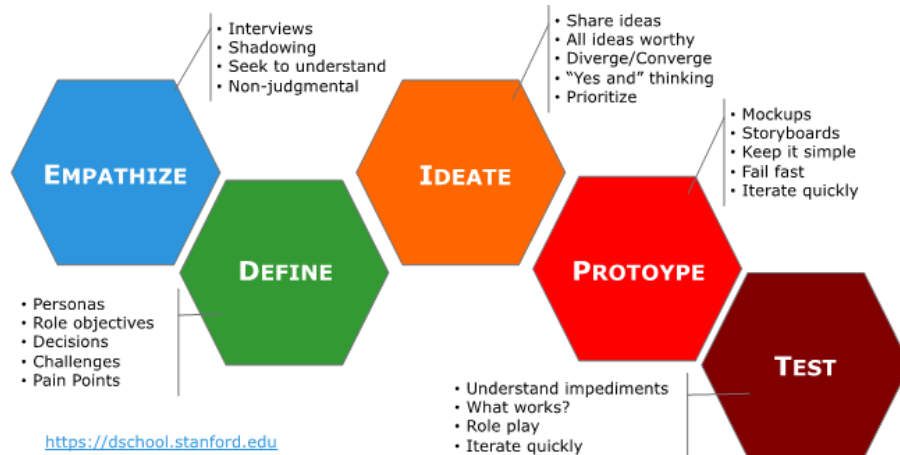 • Interviews
• Shadowing
• Seek to understand
• Non-judgmental
EMPATHIZE
• Personas
• Role objectives
• Decisions
• Challenges
• Pain Points
DEFINE
• Share ideas
• All ideas worthy
• Diverge/Converge
• “Yes and” thinking
• Prioritize
IDEATE
• Mockups
• Storyboards
• Keep it simple
• Fail fast
• Iterate quickly
PROTOYPE
• Understand impediments
• What works?
• Role play
• Iterate quickly
TEST
https://dschool.stanford.edu